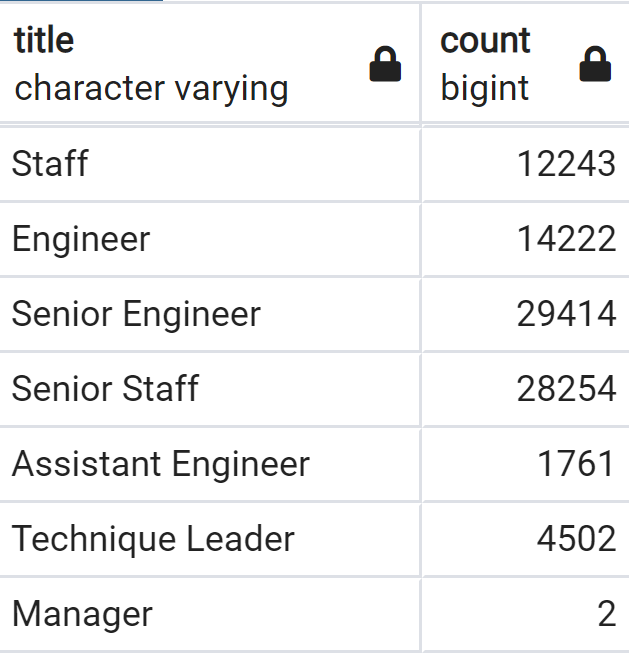 title count
character varying bigint
Staff 12243
Engineer 14222
Senior Engineer 29414
Senior Staff 28254
Assistant Engineer 1761
Technique Leader 4502
Manager 2